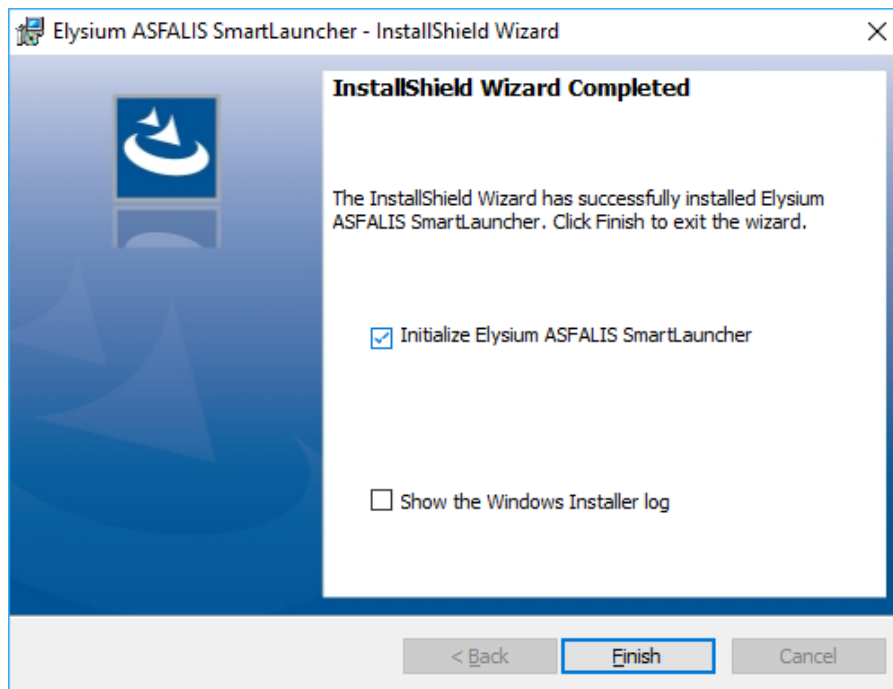 Elysium ASFALIS SmartLauncher - InstallShield Wizard
InstallShield Wizard Completed
The InstallShield Wizard has successfully installed Elysium
ASFALIS SmartLauncher. Click Finish to exit the wizard.
Initialize Elysium ASFALIS SmartLauncher
Show the Windows Installer log
< Back
Finish
Cancel